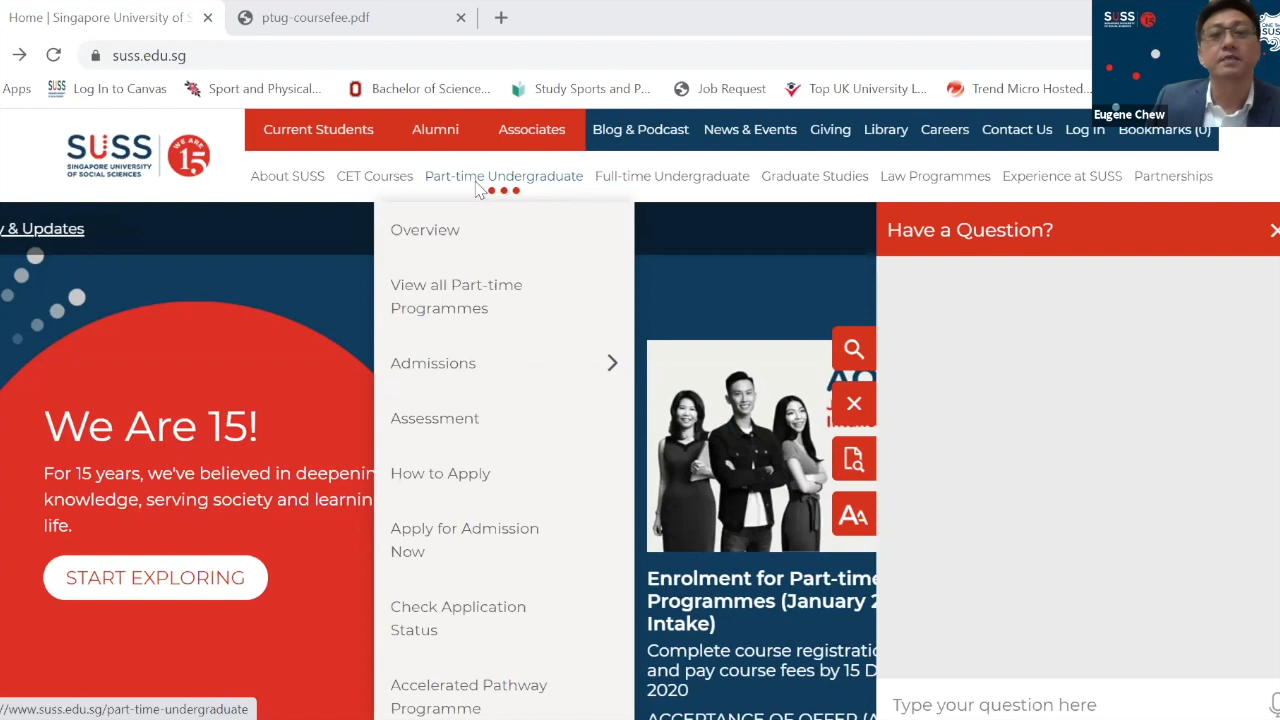 Home | Singapore University of S
ptug-coursefee.pdf
suss.edu.sg
Apps
Log In to Canvas
Sport and Physical...
Bachelor of Science...
Study Sports and P...
Job Request
Top UK University L...
Trend Micro Hosted...
SUSS
Eugene Chew
SUSS
SINGAPORE UNIVERSITY
OF SOCIAL SCIENCES
WE ARE
15
Current Students
Alumni
Associates
Blog & Podcast
News & Events
Giving
Library
Careers
Contact Us
Log In
Bookmarks (0)
About SUSS
CET Courses
Part-time Undergraduate
Full-time Undergraduate
Graduate Studies
Law Programmes
Experience at SUSS
Partnerships
y & Updates
We Are 15!
For 15 years, we've believed in deepenin
knowledge, serving society and learnin
life.
START EXPLORING
Overview
View all Part-time
Programmes
Admissions
Assessment
How to Apply
Apply for Admission
Now
Check Application
Status
Accelerated Pathway
Programme
Enrolment for Part-time
Programmes (January 2
Intake)
Complete course registratio
and pay course fees by 15 D
2020
ACCEPTANCE OF OFFER (A
Have a Question?
AA
Type your question here
//www.suss.edu.sg/part-time-undergraduate